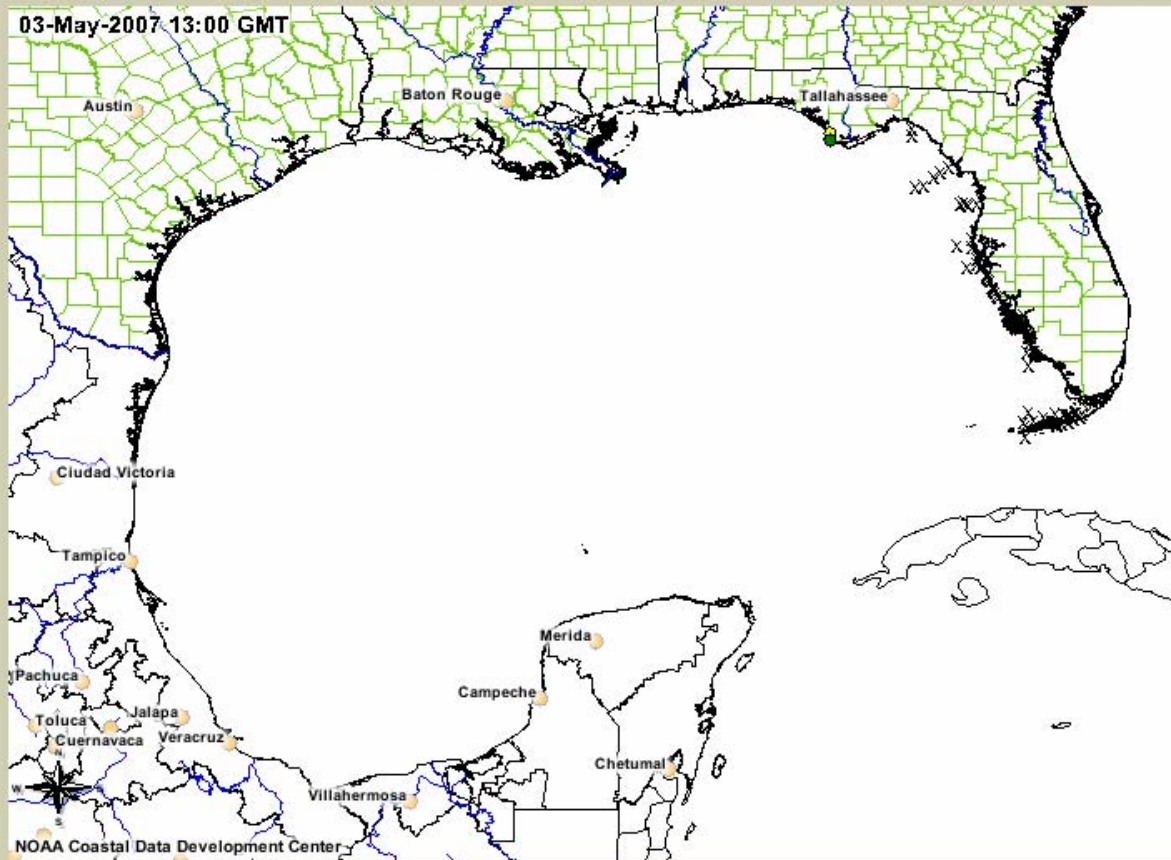 03-May-2007 13:00 GMT
Austin
Baton Rouge
Tallahassee
Ciudad Victoria
Tampico
Merida
Pachuca
Campeche
Jalapa
Toluca
Cuernavaca
Veracruz
N
Chetumal
W
Villahermosa
S
NOAA Coastal Data Development Center